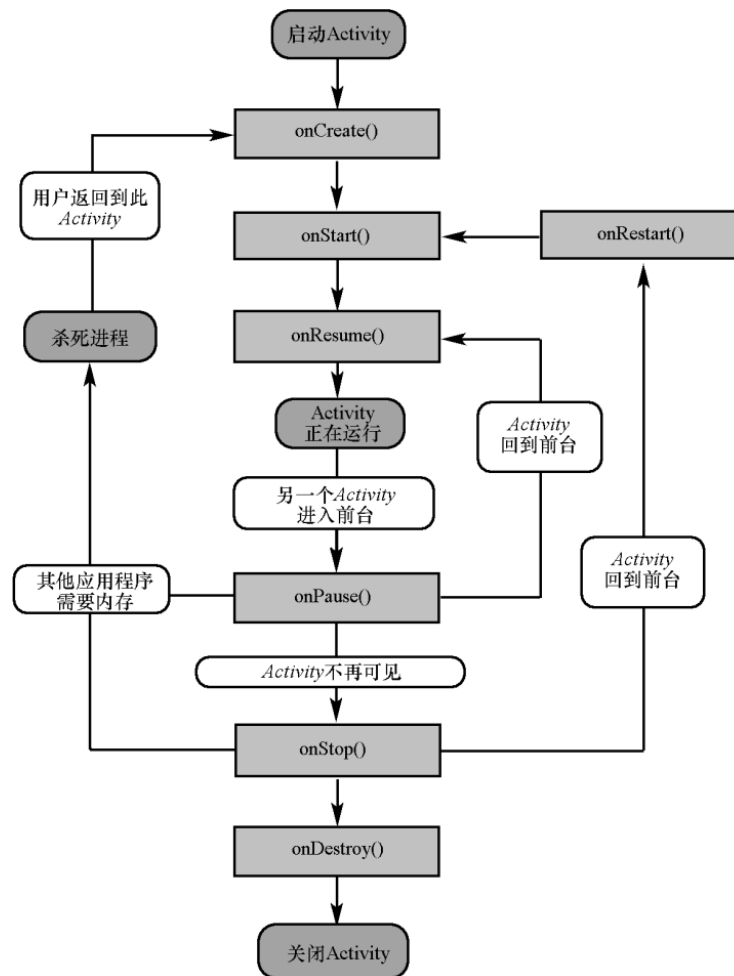 启动Activity
onCreate()
用户返回到此
Activity
onStart()
onRestart()
杀死进程
onResume()
Activity
正在运行
Activity
回到前台
另一个Activity
进入前台
其他应用程序
需要内存
onPause()
Activity
回到前台
Activity不再可见
onStop()
onDestroy()
关闭Activity